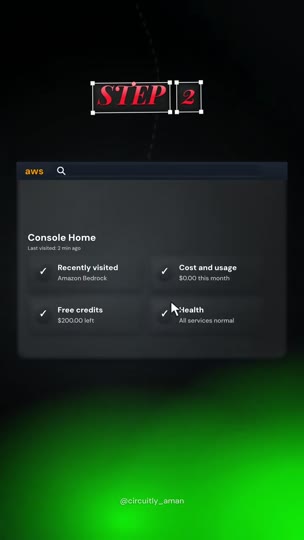 STEP 2
aws
Console Home
Last visited: 2 min ago
Recently visited
Amazon Bedrock
Cost and usage
$0.00 this month
Free credits
$200.00 left
Health
All services normal
@circuitly_aman